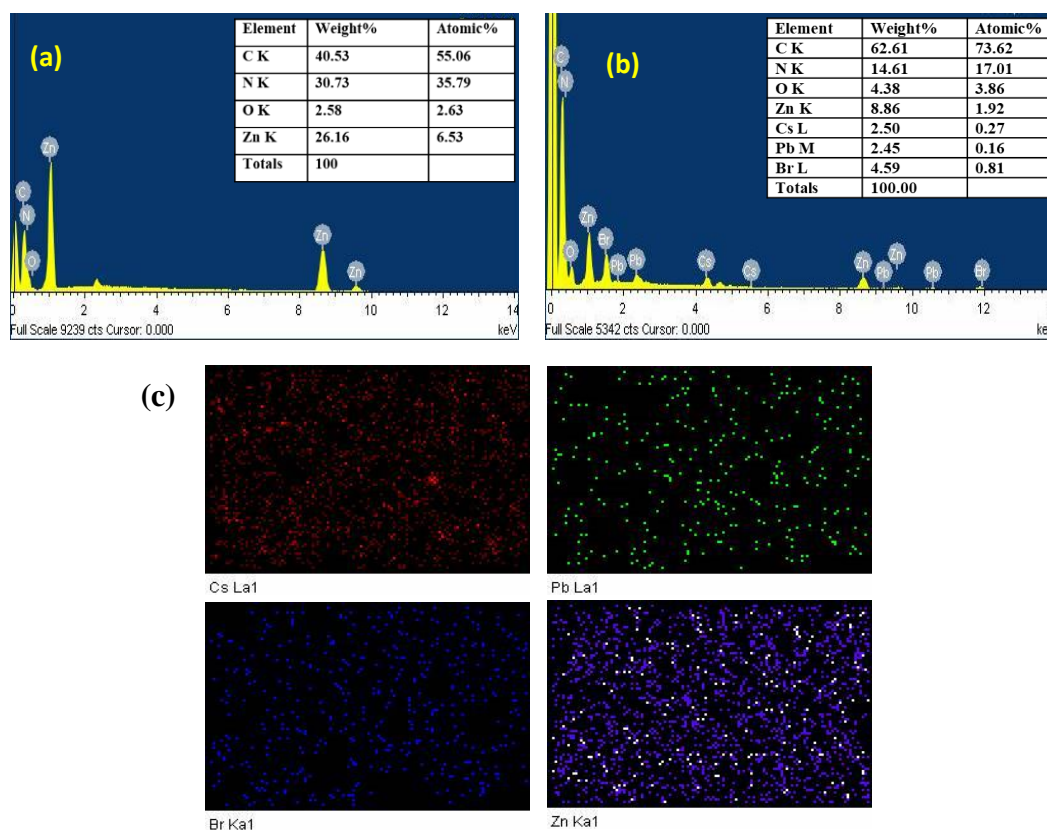 (a)
Element Weight% Atomic%
C K 40.53 55.06
N K 30.73 35.79
O K 2.58 2.63
Zn K 26.16 6.53
Totals 100
C
N
O
Zn
Zn
Zn
2 4 6 8 10 12 14
Full Scale 9239 cts Cursor: 0.000 keV
(b)
Element Weight% Atomic%
C K 62.61 73.62
N K 14.61 17.01
O K 4.38 3.86
Zn K 8.86 1.92
Cs L 2.50 0.27
Pb M 2.45 0.16
Br L 4.59 0.81
Totals 100.00
C
N
O
Zn
Br
Pb
Pb
Cs
Cs
Zn
Pb
Zn
Pb
Br
0 2 4 6 8 10 12
Full Scale 5342 cts Cursor: 0.000 ke
(c)
Cs La1
Pb La1
Br Ka1
Zn Ka1